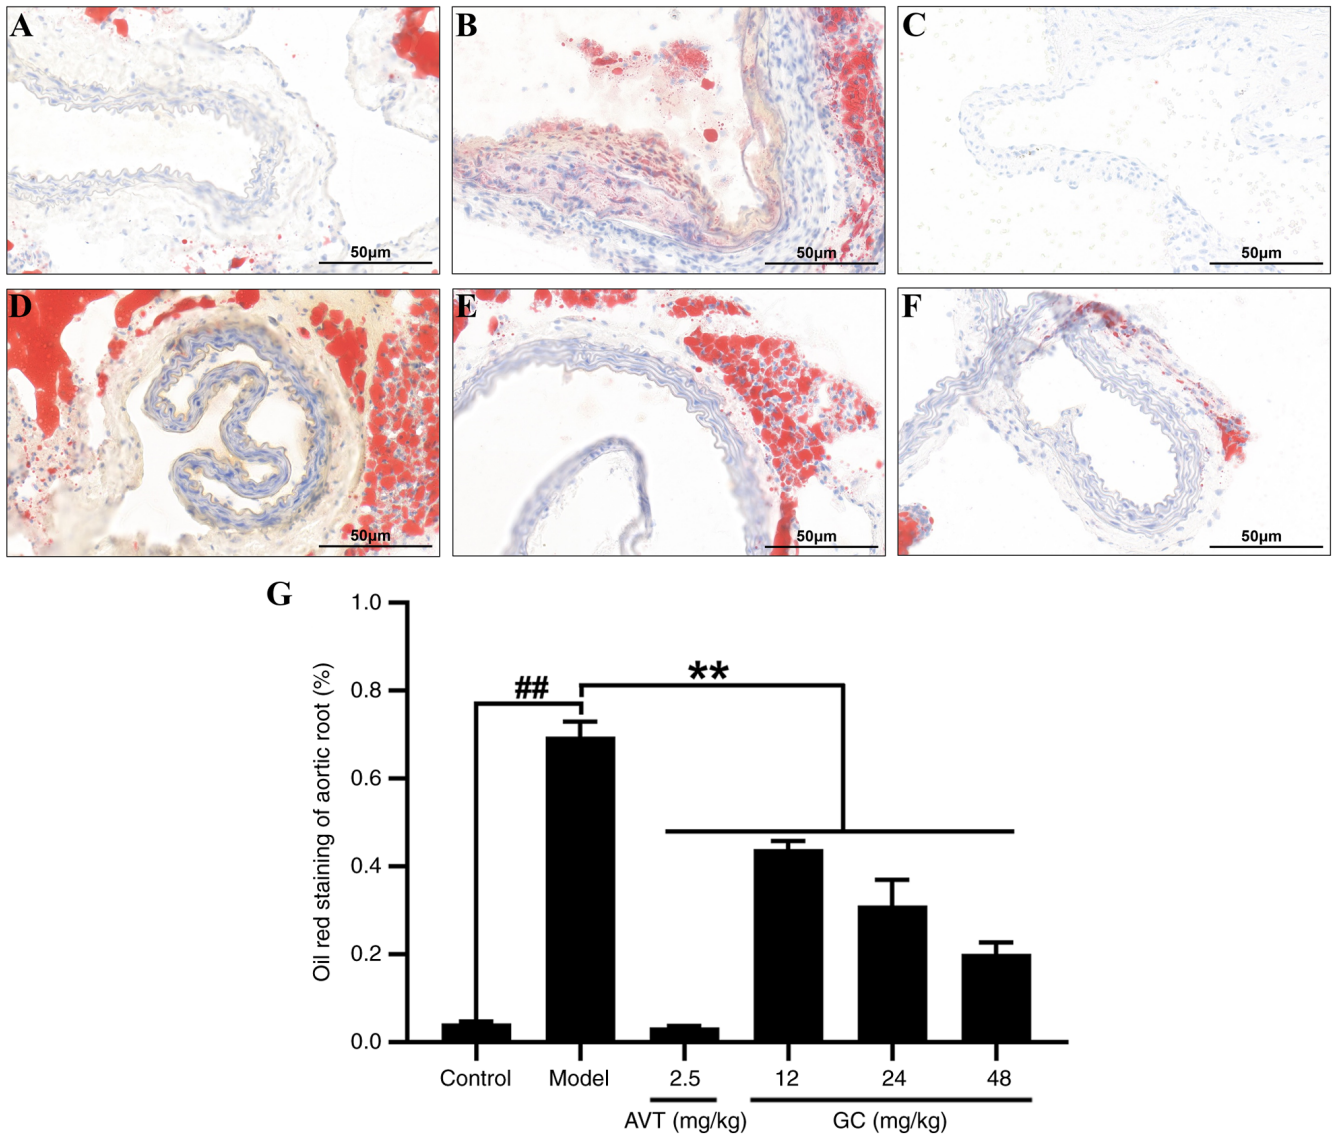 A
B
C
50µm
50µm
50µm
D
E
F
50µm
50µm
50µm
G
Oil red staining of aortic root (%)
1.0
0.8
0.6
0.4
0.2
0.0
##
**
Control Model 2.5 12 24 48
AVT (mg/kg) GC (mg/kg)